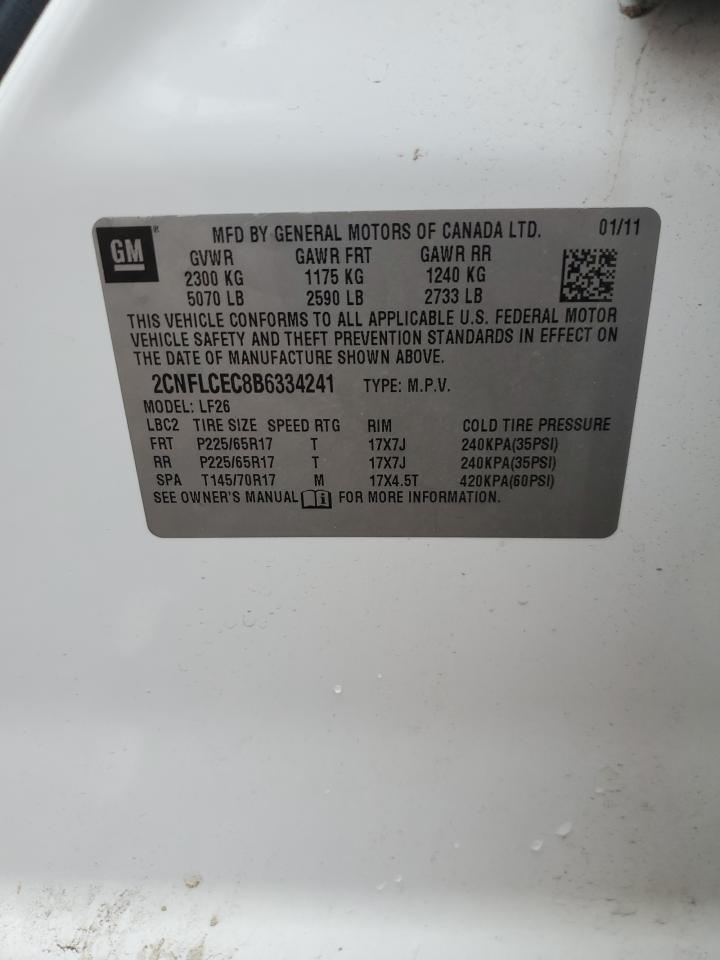 GM ® MFD BY GENERAL MOTORS OF CANADA LTD. 01/11
GVWR GAWR FRT GAWR RR
2300 KG 1175 KG 1240 KG
5070 LB 2590 LB 2733 LB
THIS VEHICLE CONFORMS TO ALL APPLICABLE U.S. FEDERAL MOTOR
VEHICLE SAFETY AND THEFT PREVENTION STANDARDS IN EFFECT ON
THE DATE OF MANUFACTURE SHOWN ABOVE.
2CNFLCEC8B6334241 TYPE: M.P.V.
MODEL: LF26
LBC2 TIRE SIZE SPEED RTG RIM COLD TIRE PRESSURE
FRT P225/65R17 T 17X7J 240KPA(35PSI)
RR P225/65R17 T 17X7J 240KPA(35PSI)
SPA T145/70R17 M 17X4.5T 420KPA(60PSI)
SEE OWNER'S MANUAL i FOR MORE INFORMATION.